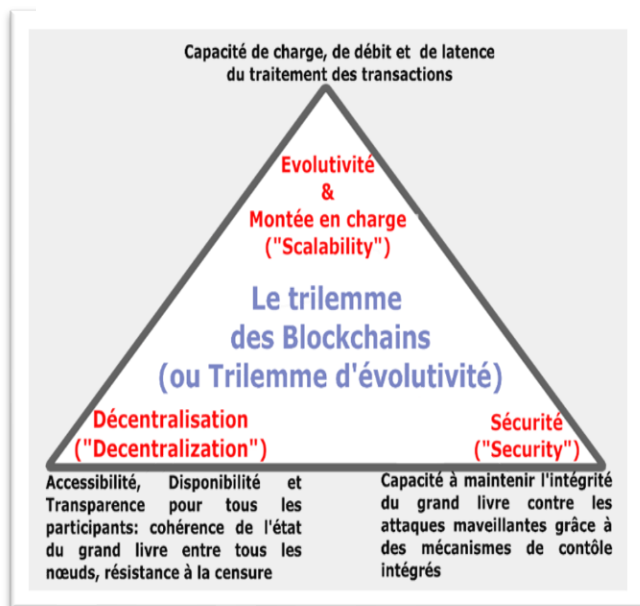 Capacité de charge, de débit et de latence
du traitement des transactions
Evolutivité
&
Montée en charge
("Scalability")
Le trilemme
des Blockchains
(ou Trilemme d'évolutivité)
Décentralisation
("Decentralization")
Sécurité
("Security")
Accessibilité, Disponibilité et
Transparence pour tous les
participants: cohérence de l'état
du grand livre entre tous les
nœuds, résistance à la censure
Capacité à maintenir l'intégrité
du grand livre contre les
attaques maveillantes grâce à
des mécanismes de contôle
intégrés